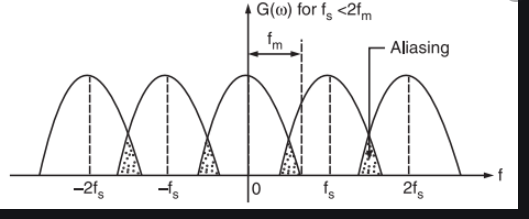 G(ω) for fₛ <2fₘ
fₘ
Aliasing
f
–2fₛ –fₛ 0 fₛ 2fₛ